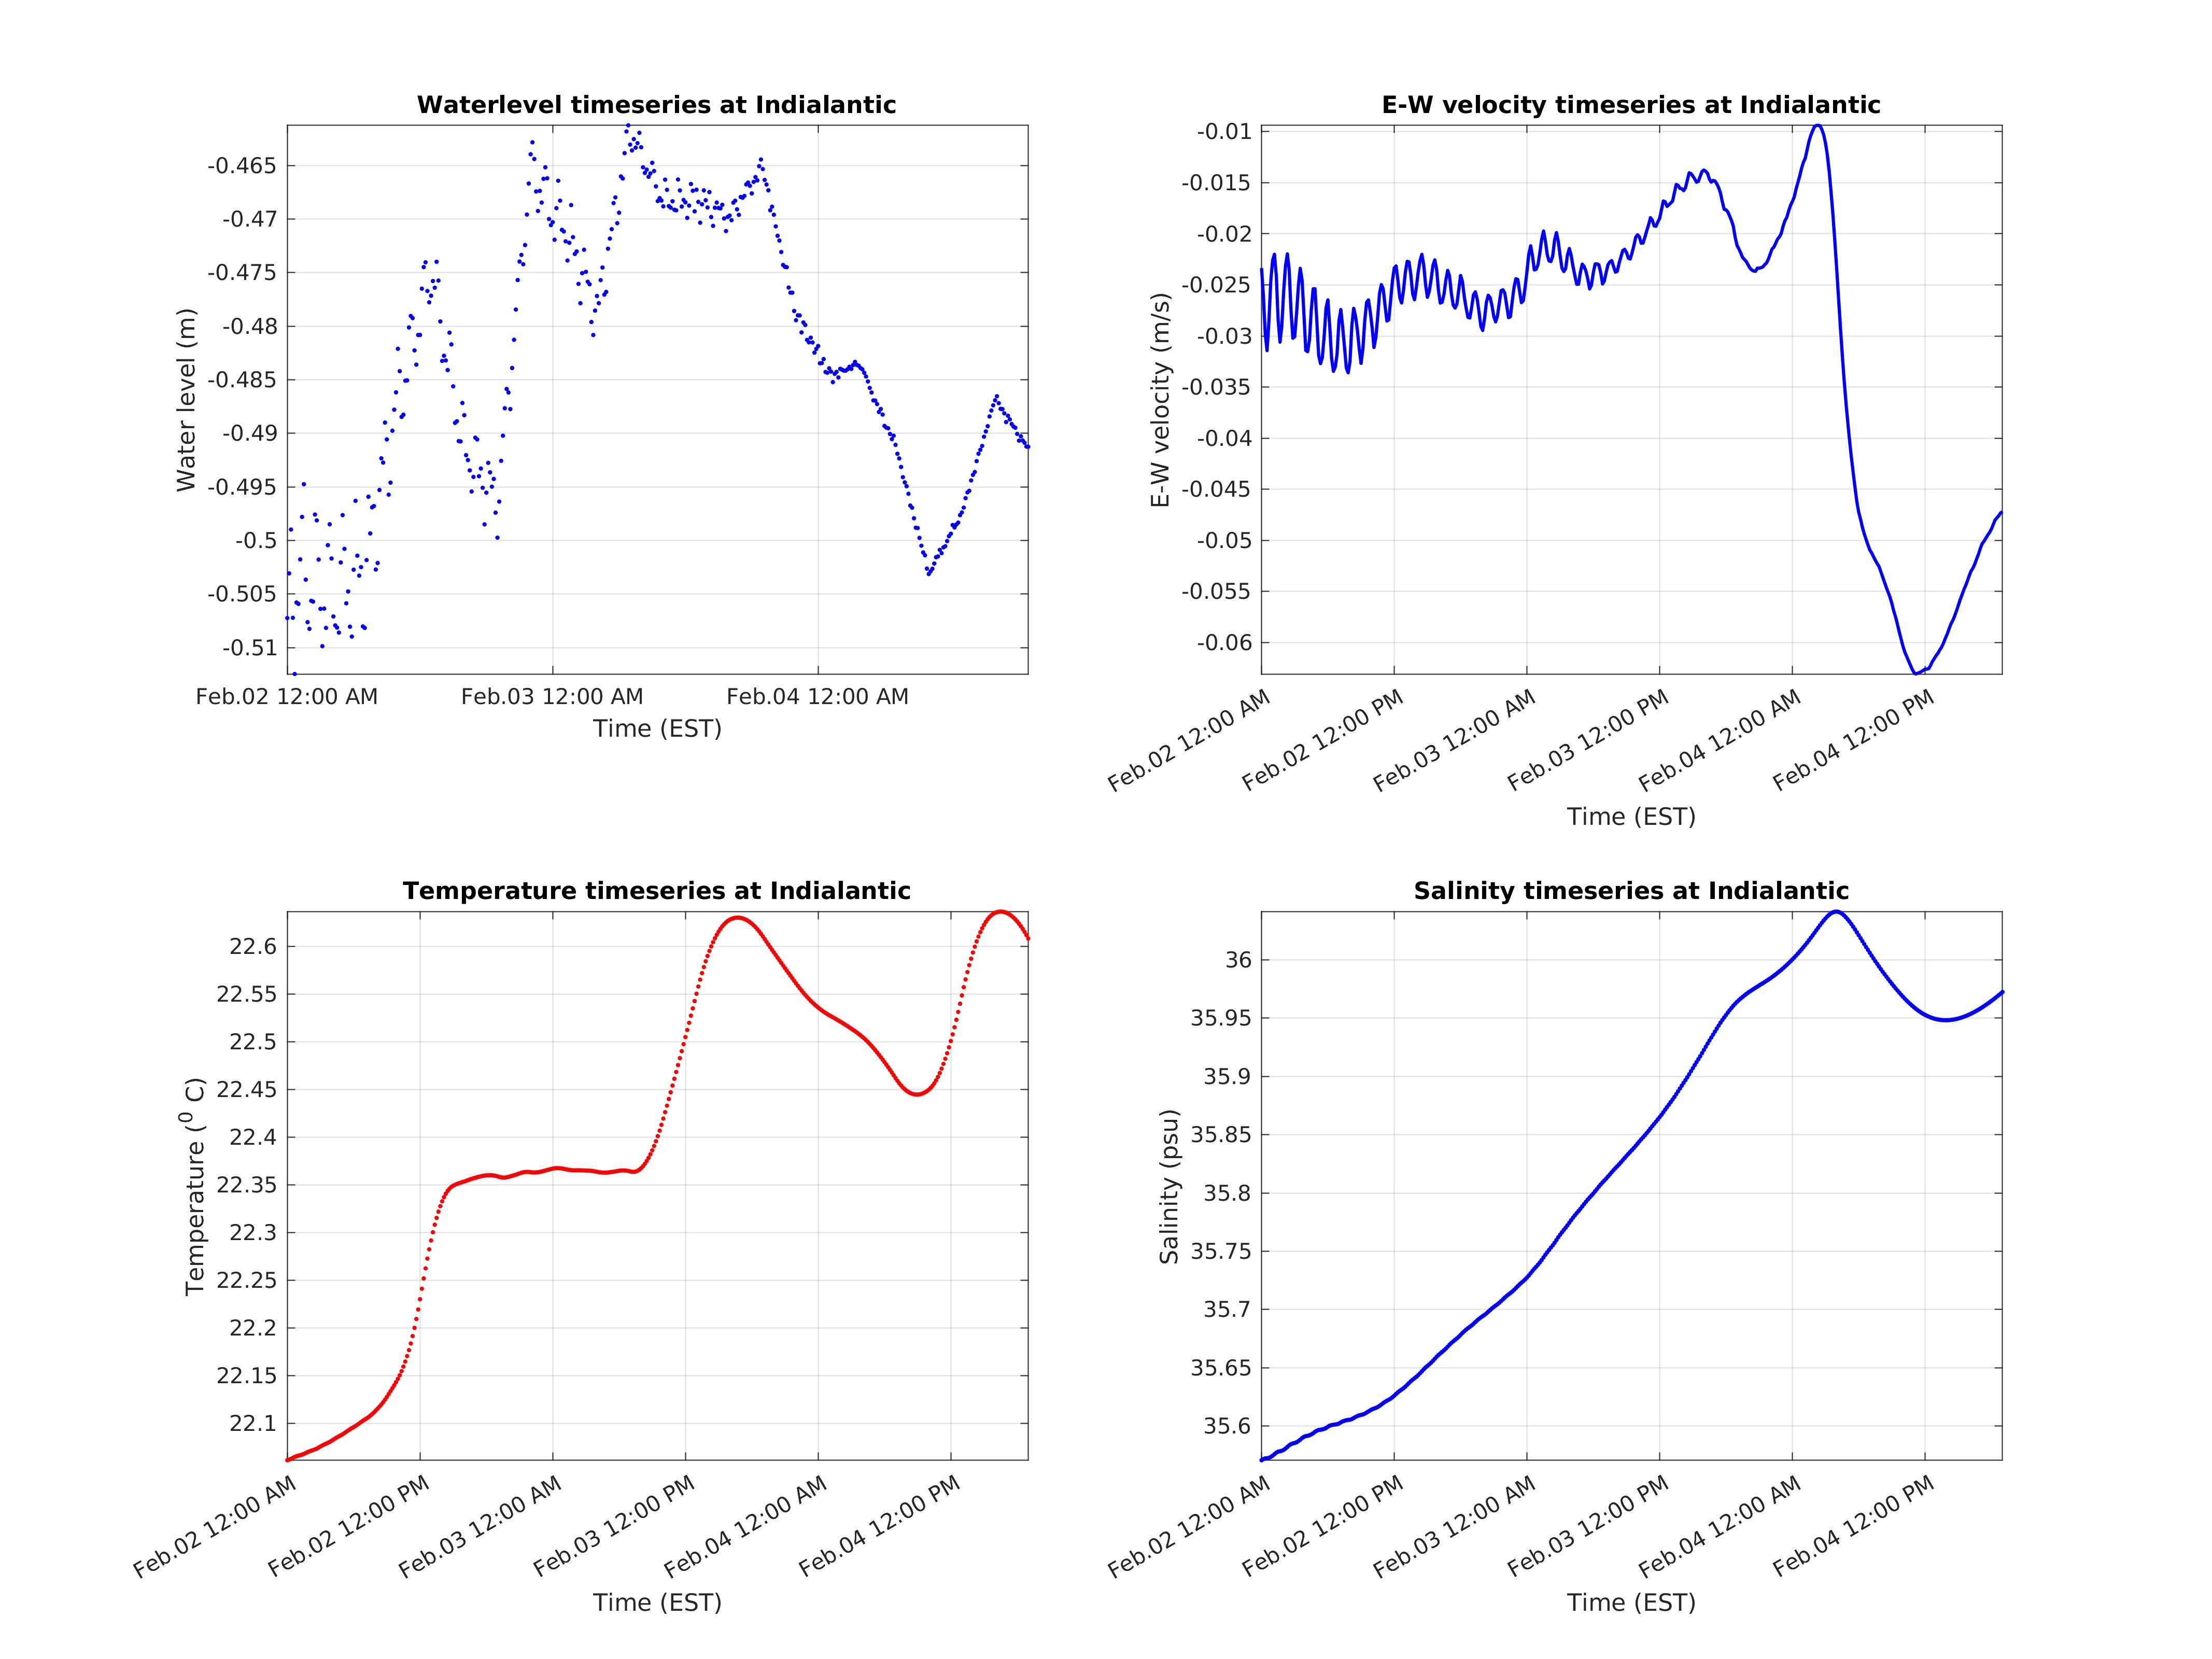 Waterlevel timeseries at Indialantic
-0.465
-0.47
-0.475
-0.48
-0.485
-0.49
-0.495
-0.5
-0.505
-0.51
Water level (m)
Feb.02 12:00 AM
Feb.03 12:00 AM
Feb.04 12:00 AM
Time (EST)
E-W velocity timeseries at Indialantic
-0.01
-0.015
-0.02
-0.025
-0.03
-0.035
-0.04
-0.045
-0.05
-0.055
-0.06
E-W velocity (m/s)
Feb.02 12:00 AM
Feb.02 12:00 PM
Feb.03 12:00 AM
Feb.03 12:00 PM
Feb.04 12:00 AM
Feb.04 12:00 PM
Time (EST)
Temperature timeseries at Indialantic
22.6
22.55
22.5
22.45
22.4
22.35
22.3
22.25
22.2
22.15
22.1
Temperature (⁰ C)
Feb.02 12:00 AM
Feb.02 12:00 PM
Feb.03 12:00 AM
Feb.03 12:00 PM
Feb.04 12:00 AM
Feb.04 12:00 PM
Time (EST)
Salinity timeseries at Indialantic
36
35.95
35.9
35.85
35.8
35.75
35.7
35.65
35.6
Salinity (psu)
Feb.02 12:00 AM
Feb.02 12:00 PM
Feb.03 12:00 AM
Feb.03 12:00 PM
Feb.04 12:00 AM
Feb.04 12:00 PM
Time (EST)